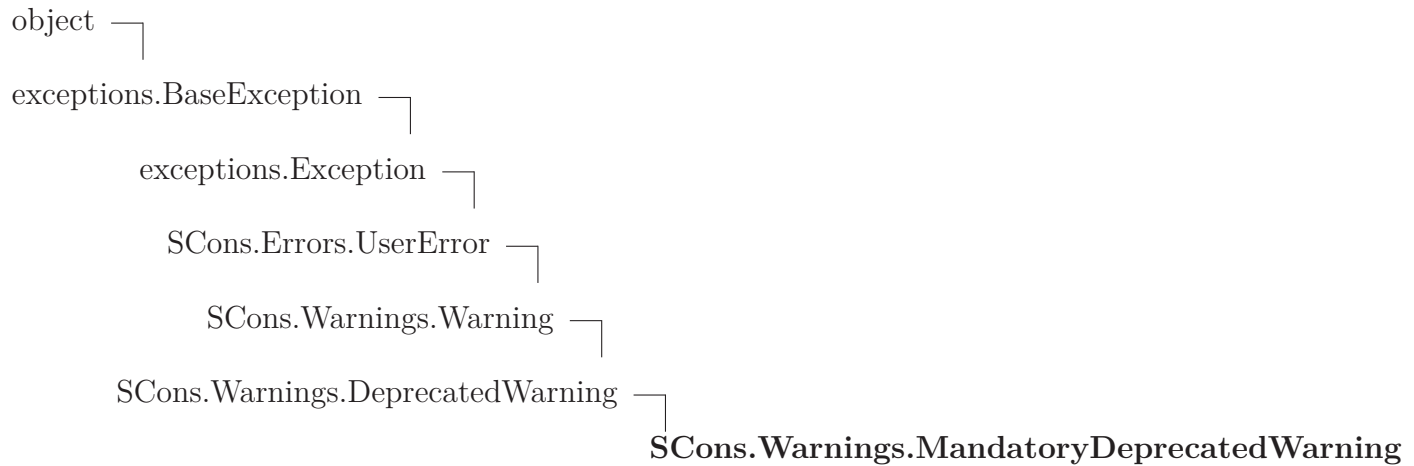 object
exceptions.BaseException
exceptions.Exception
SCons.Errors.UserError
SCons.Warnings.Warning
SCons.Warnings.DeprecatedWarning
SCons.Warnings.MandatoryDeprecatedWarning